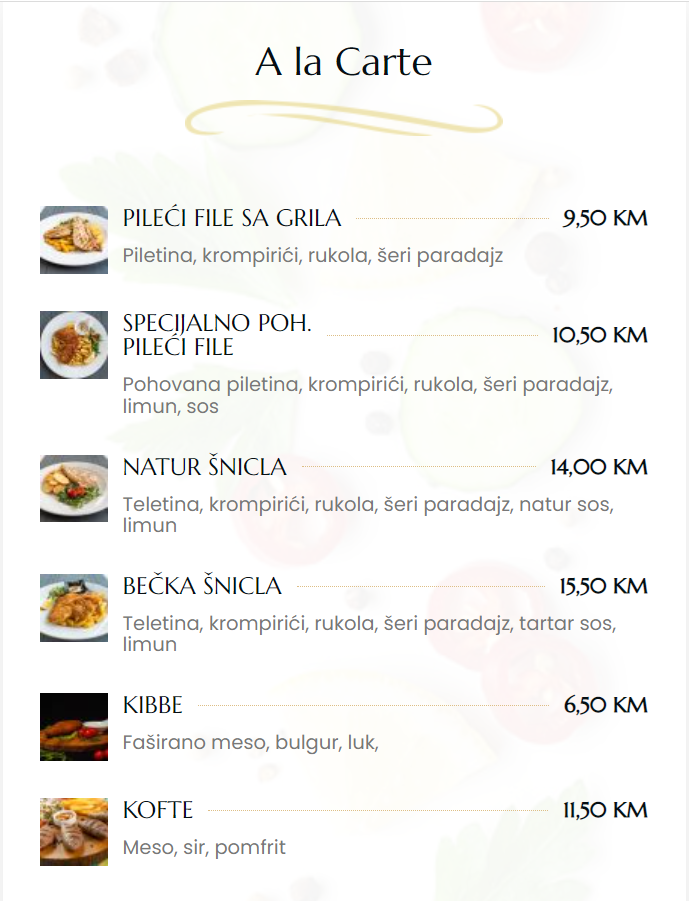 A la Carte
PILEĆI FILE SA GRILA 9,50 KM
Piletina, krompirići, rukola, šeri paradajz
SPECIJALNO POH.
PILEĆI FILE 10,50 KM
Pohovana piletina, krompirići, rukola, šeri paradajz,
limun, sos
NATUR ŠNICLA 14,00 KM
Teletina, krompirići, rukola, šeri paradajz, natur sos,
limun
BEČKA ŠNICLA 15,50 KM
Teletina, krompirići, rukola, šeri paradajz, tartar sos,
limun
KIBBE 6,50 KM
Faširano meso, bulgur, luk,
KOFTE 11,50 KM
Meso, sir, pomfrit